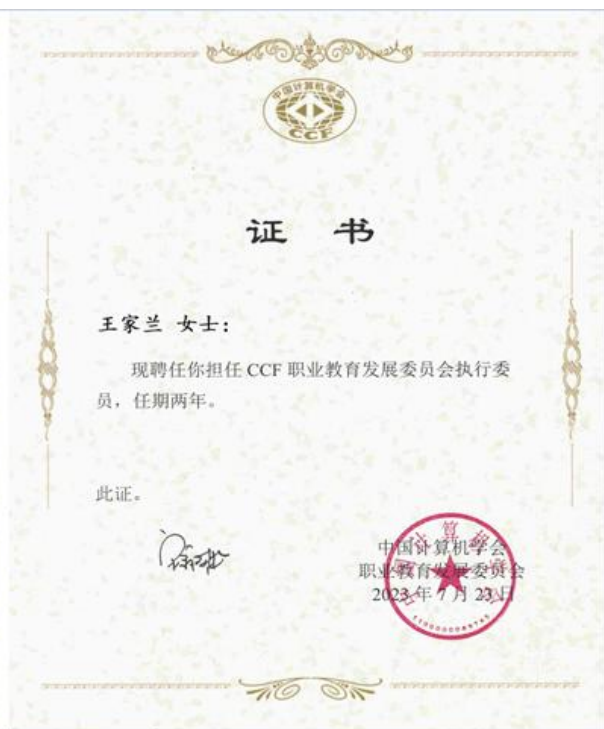 中国计算机学会
CCF
证 书
王家兰 女士：
现聘任你担任 CCF 职业教育发展委员会执行委
员，任期两年。
此证。
中国计算机学会
职业教育发展委员会
2023 年 7 月 23 日